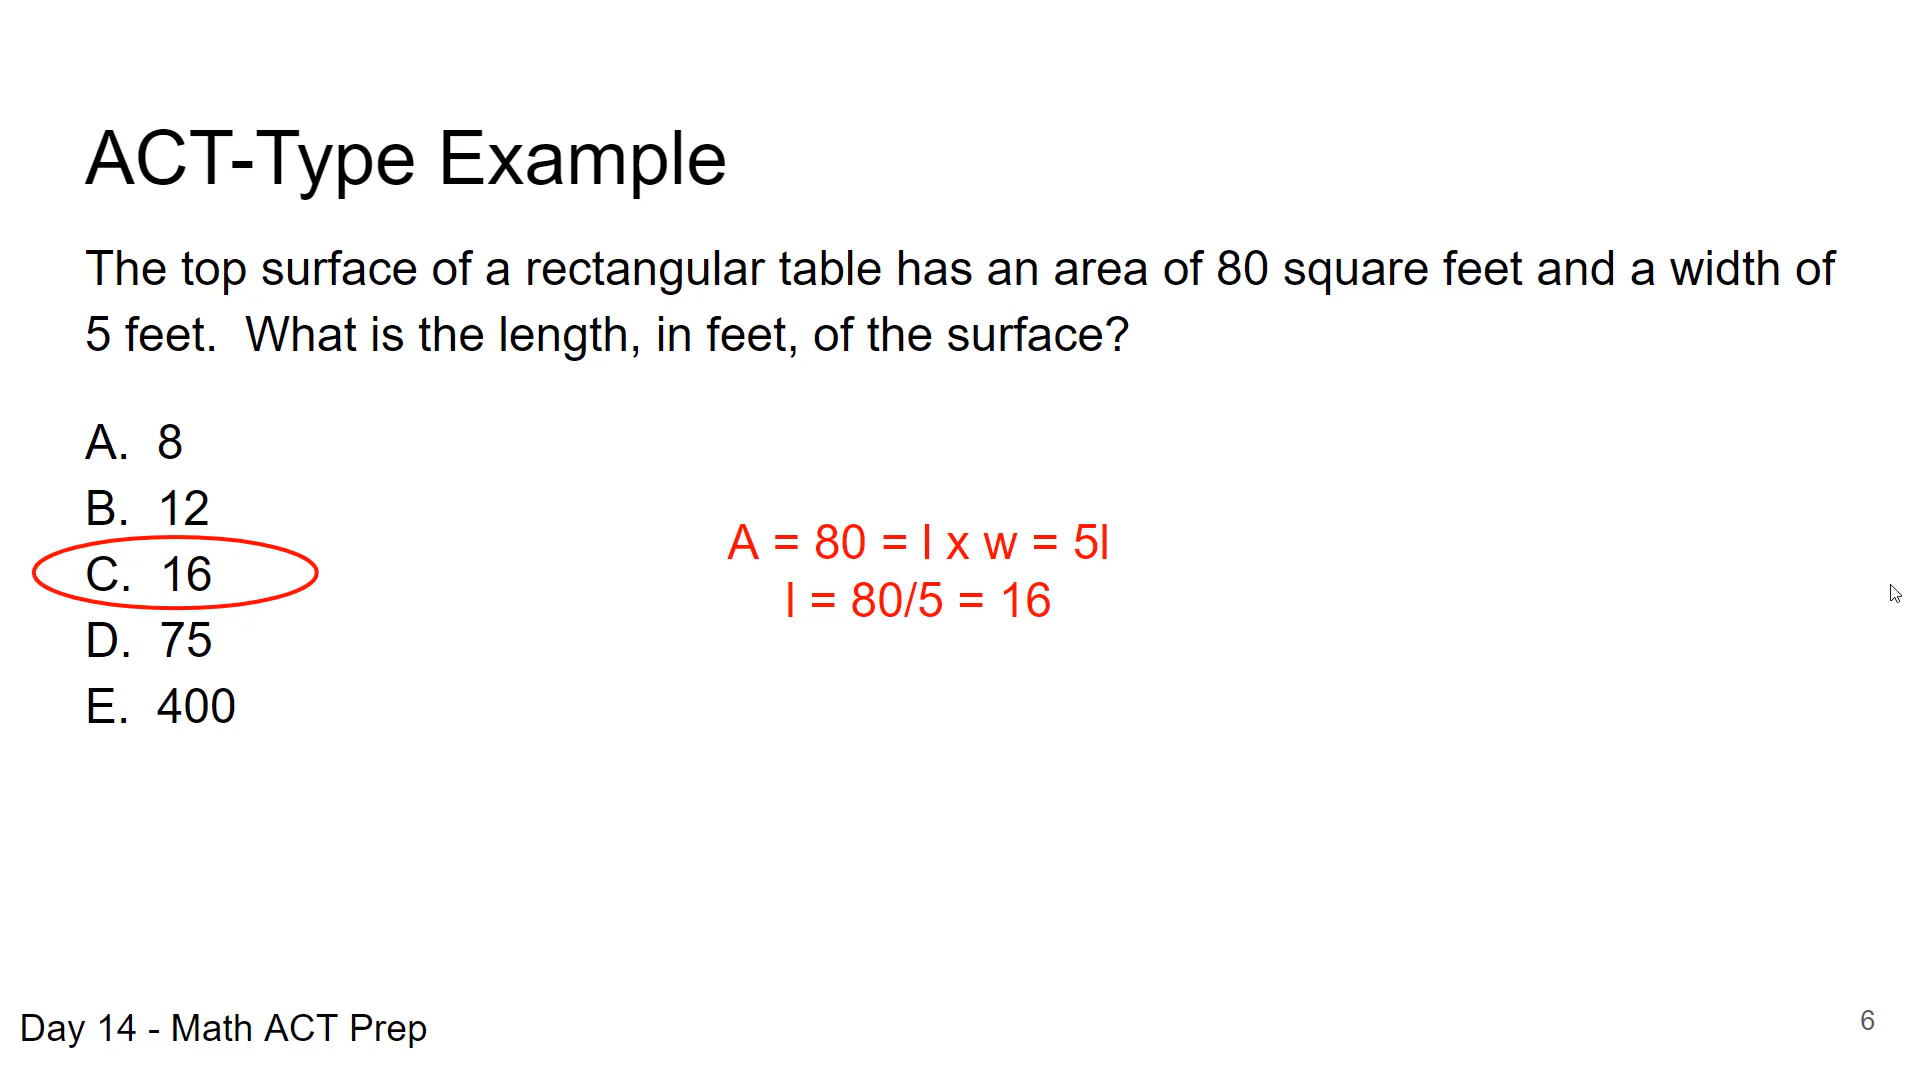 ACT-Type Example
The top surface of a rectangular table has an area of 80 square feet and a width of
5 feet.  What is the length, in feet, of the surface?
A.  8
B.  12
C.  16
D.  75
E.  400
A = 80 = l x w = 5l
l = 80/5 = 16
Day 14 - Math ACT Prep
6